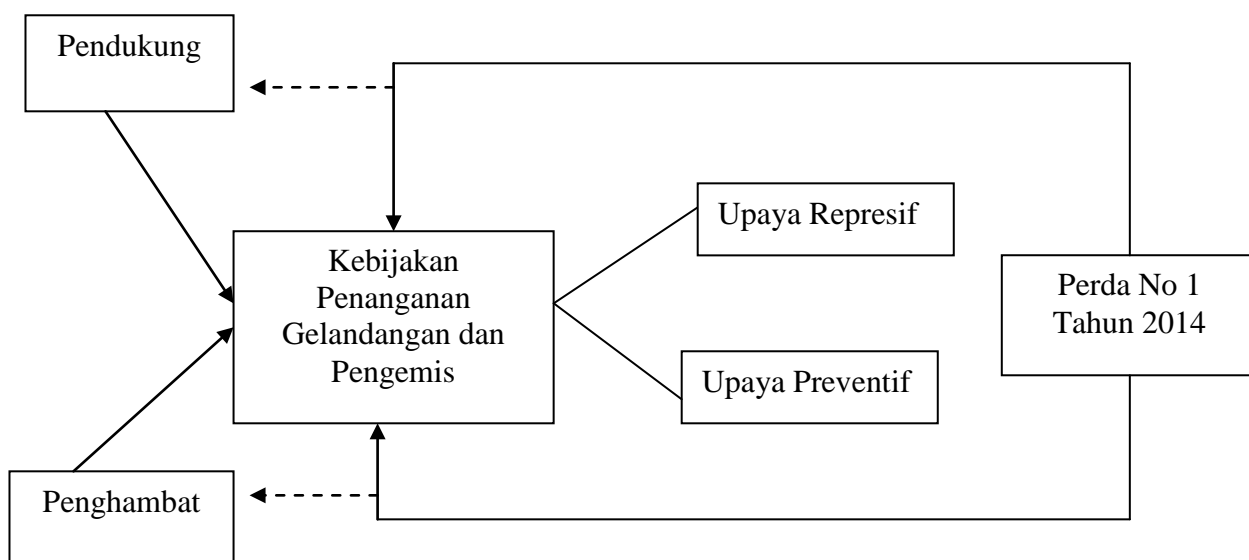 Pendukung
Upaya Represif
Kebijakan
Penanganan
Gelandangan dan
Pengemis
Perda No 1
Tahun 2014
Upaya Preventif
Penghambat